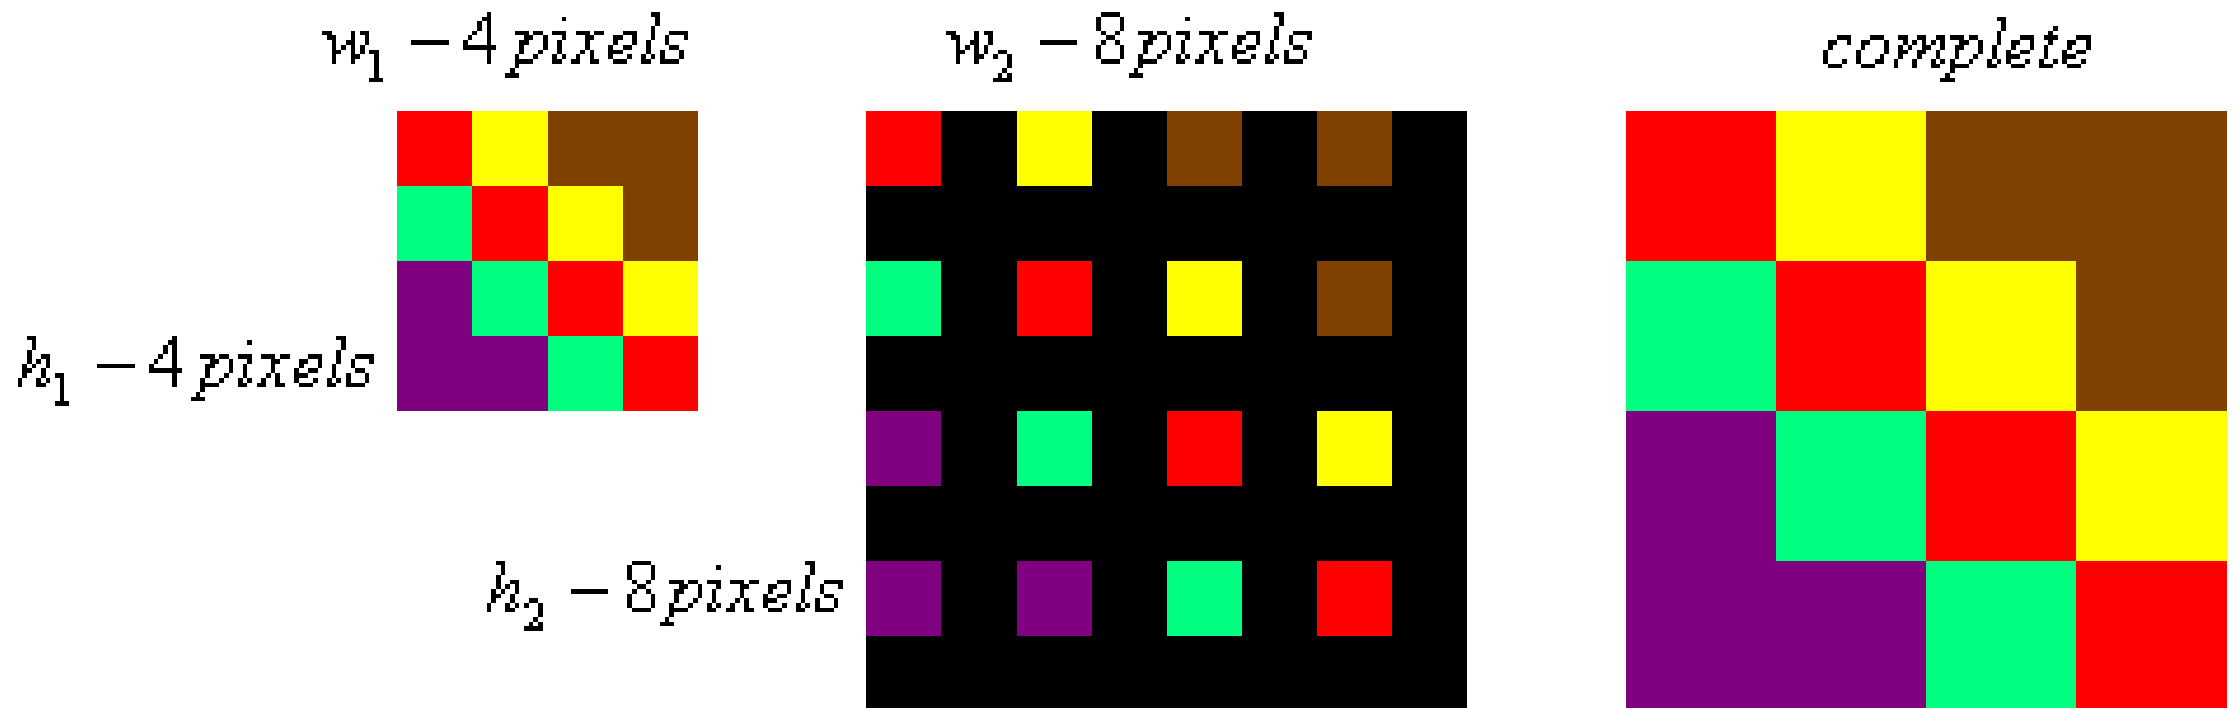 w₁ − 4 pixels
w₂ − 8 pixels
complete
h₁ − 4 pixels
h₂ − 8 pixels